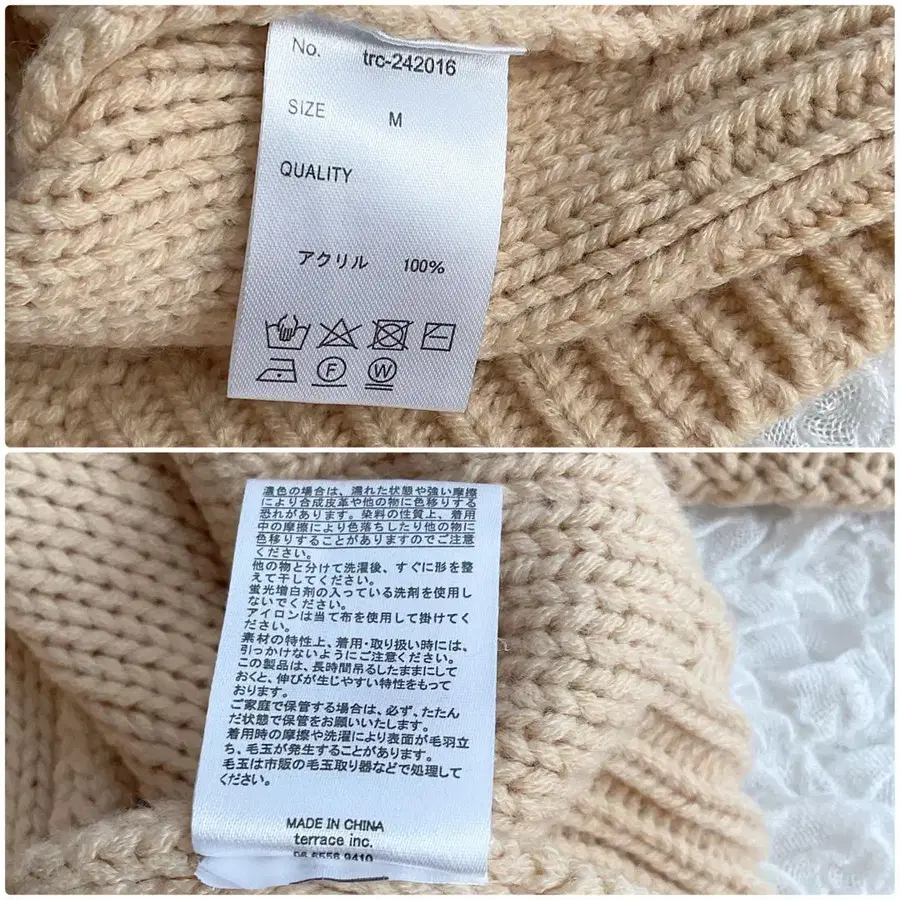 No. trc-242016
SIZE M
QUALITY
アクリル 100%
F W
濃色の場合は、濡れた状態や強い摩擦
により合成皮革や他の物に色移りする
恐れがあります。染料の性質上、着用
中の摩擦により色落ちしたり他の物に
色移りすることがありますのでご注意
ください。
他の物と分けて洗濯後、すぐに形を整
えて干してください。
蛍光増白剤の入っている洗剤を使用し
ないでください。
アイロンは当て布を使用して掛けてく
ださい。
素材の特性上、着用・取り扱い時には、
引っかけないようにご注意ください。
この製品は、長時間吊るしたままにして
おくと、伸びが生じやすい特性をもって
おります。
ご家庭で保管する場合は、必ず、たたん
だ状態で保管をお願いいたします。
着用時の摩擦や洗濯により表面が毛羽立
ち、毛玉が発生することがあります。
毛玉は市販の毛玉取り器などで処理して
ください。
MADE IN CHINA
terrace inc.
06 6556 9410